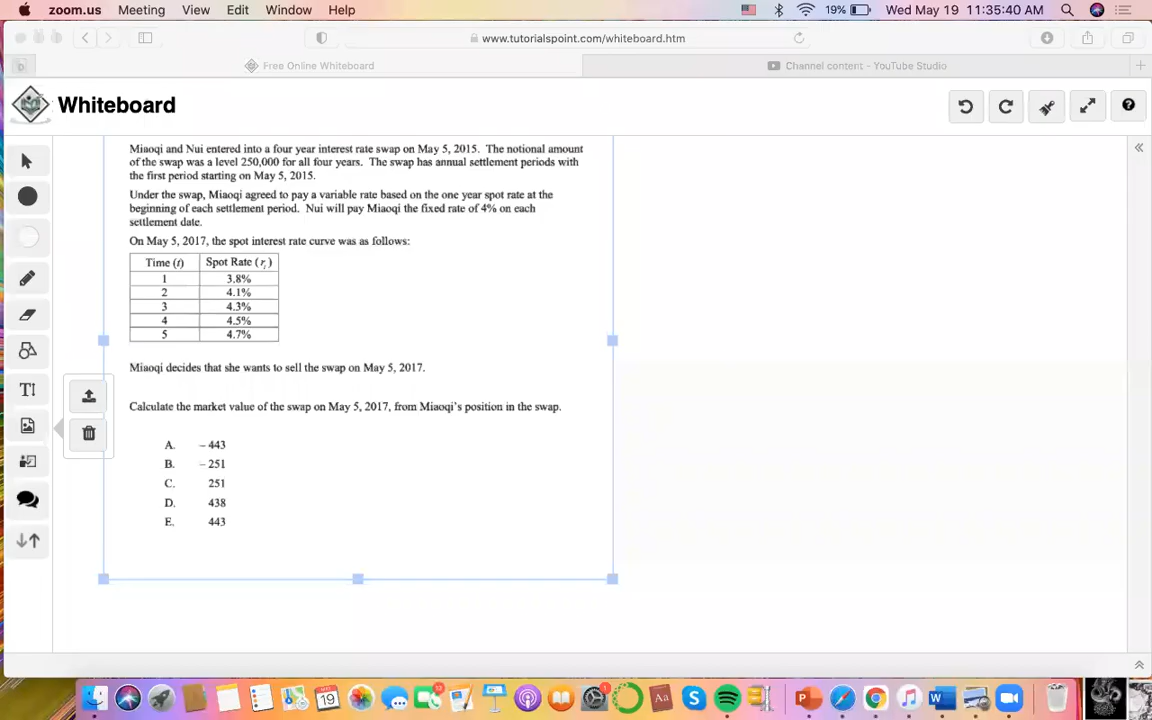 zoom.us Meeting View Edit Window Help 19% Wed May 19 11:35:40 AM
www.tutorialspoint.com/whiteboard.htm
Free Online Whiteboard Channel content - YouTube Studio
Whiteboard
Miaoqi and Nui entered into a four year interest rate swap on May 5, 2015. The notional amount
of the swap was a level 250,000 for all four years. The swap has annual settlement periods with
the first period starting on May 5, 2015.
Under the swap, Miaoqi agreed to pay a variable rate based on the one year spot rate at the
beginning of each settlement period. Nui will pay Miaoqi the fixed rate of 4% on each
settlement date.
On May 5, 2017, the spot interest rate curve was as follows:
Time (t) Spot Rate (rₜ)
1 3.8%
2 4.1%
3 4.3%
4 4.5%
5 4.7%
Miaoqi decides that she wants to sell the swap on May 5, 2017.
Calculate the market value of the swap on May 5, 2017, from Miaoqi's position in the swap.
A. – 443
B. – 251
C. 251
D. 438
E. 443